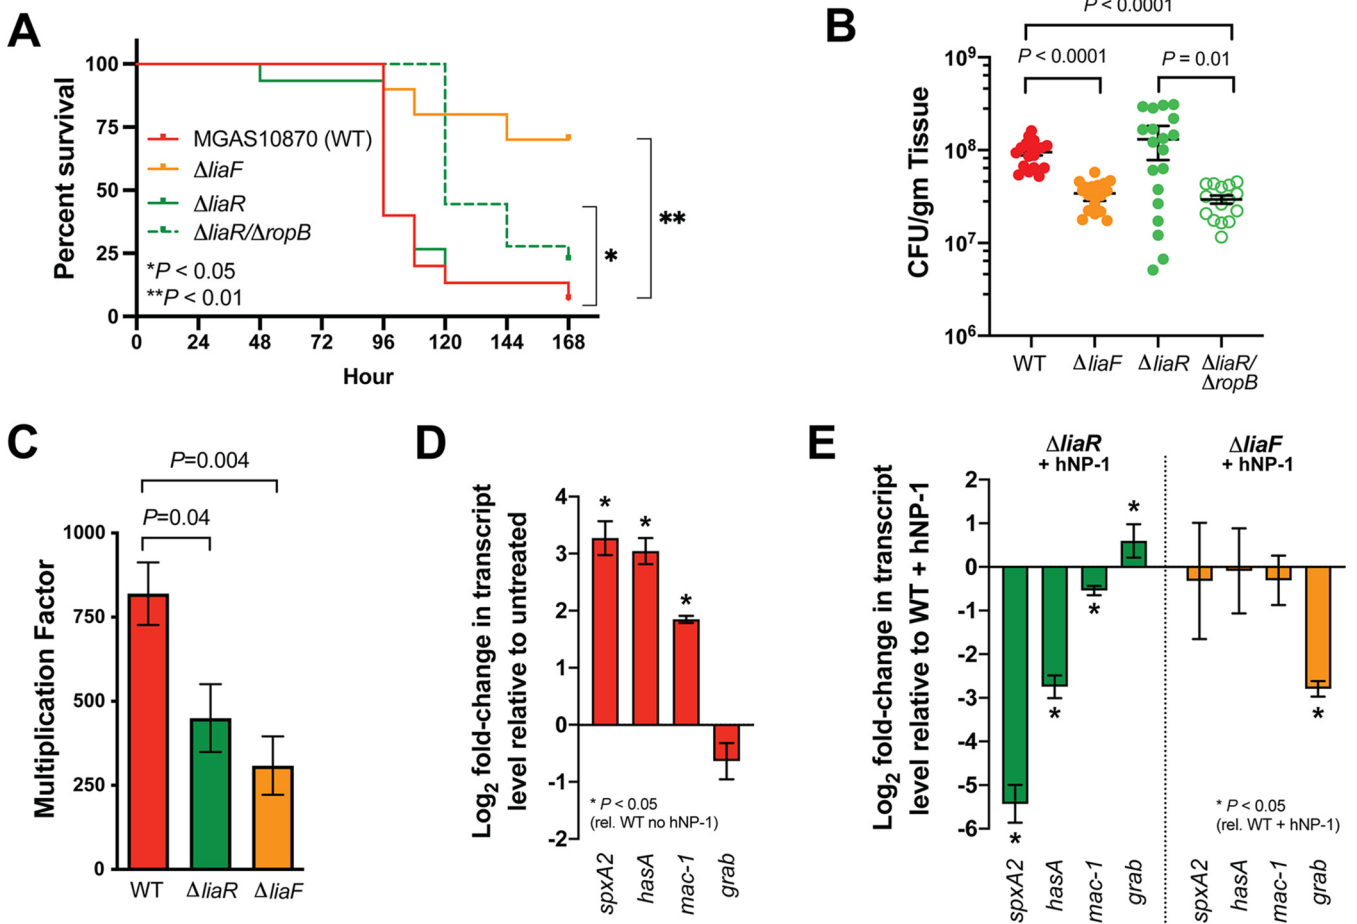 A
Percent survival
100
75
50
25
0
MGAS10870 (WT)
ΔliaF
ΔliaR
ΔliaR/ΔropB
*P < 0.05
**P < 0.01
*
**
0 24 48 72 96 120 144 168
Hour
B
P < 0.0001
P < 0.0001
P = 0.01
CFU/gm Tissue
10⁹
10⁸
10⁷
10⁶
WT ΔliaF ΔliaR ΔliaR/
ΔropB
C
P=0.004
P=0.04
Multiplication Factor
1000
750
500
250
0
WT ΔliaR ΔliaF
D
Log₂ fold-change in transcript
level relative to untreated
4
3
2
1
0
-1
-2
* * *
* P < 0.05
(rel. WT no hNP-1)
spxA2 hasA mac-1 grab
E
ΔliaR
+ hNP-1
ΔliaF
+ hNP-1
Log₂ fold-change in transcript
level relative to WT + hNP-1
2
1
0
-1
-2
-3
-4
-5
-6
* * * *
*
* P < 0.05
(rel. WT + hNP-1)
spxA2 hasA mac-1 grab
spxA2 hasA mac-1 grab